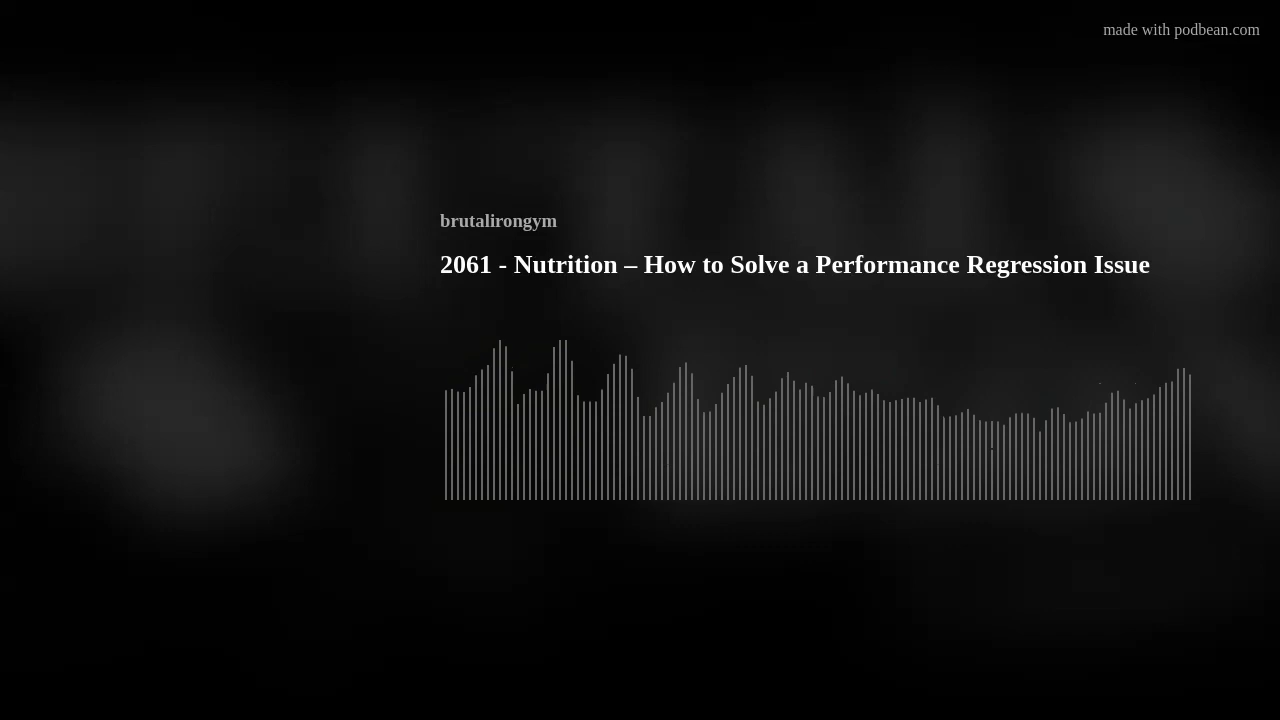 made with podbean.com
brutalirongym
2061 - Nutrition – How to Solve a Performance Regression Issue